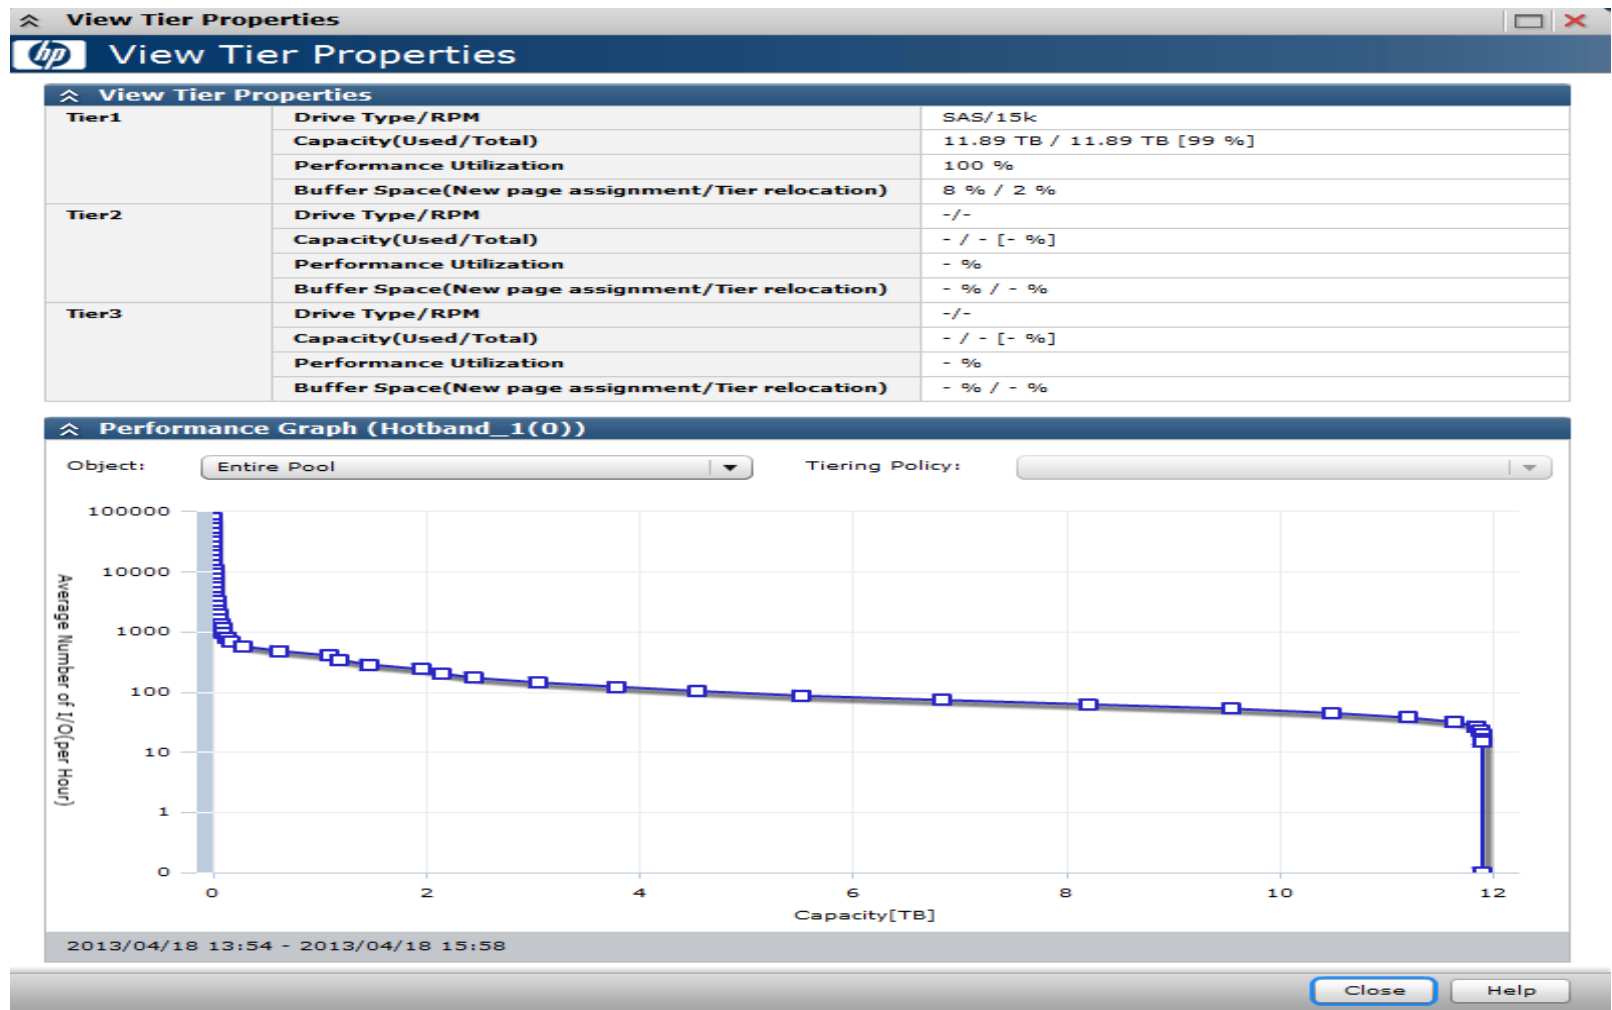 View Tier Properties
hp View Tier Properties
View Tier Properties
Tier1 Drive Type/RPM SAS/15k
Capacity(Used/Total) 11.89 TB / 11.89 TB [99 %]
Performance Utilization 100 %
Buffer Space(New page assignment/Tier relocation) 8 % / 2 %
Tier2 Drive Type/RPM -/-
Capacity(Used/Total) - / - [- %]
Performance Utilization - %
Buffer Space(New page assignment/Tier relocation) - % / - %
Tier3 Drive Type/RPM -/-
Capacity(Used/Total) - / - [- %]
Performance Utilization - %
Buffer Space(New page assignment/Tier relocation) - % / - %
Performance Graph (Hotband_1(0))
Object: Entire Pool Tiering Policy:
Average Number of I/O(per Hour)
100000
10000
1000
100
10
1
0
0 2 4 6 8 10 12
Capacity[TB]
2013/04/18 13:54 - 2013/04/18 15:58
Close Help